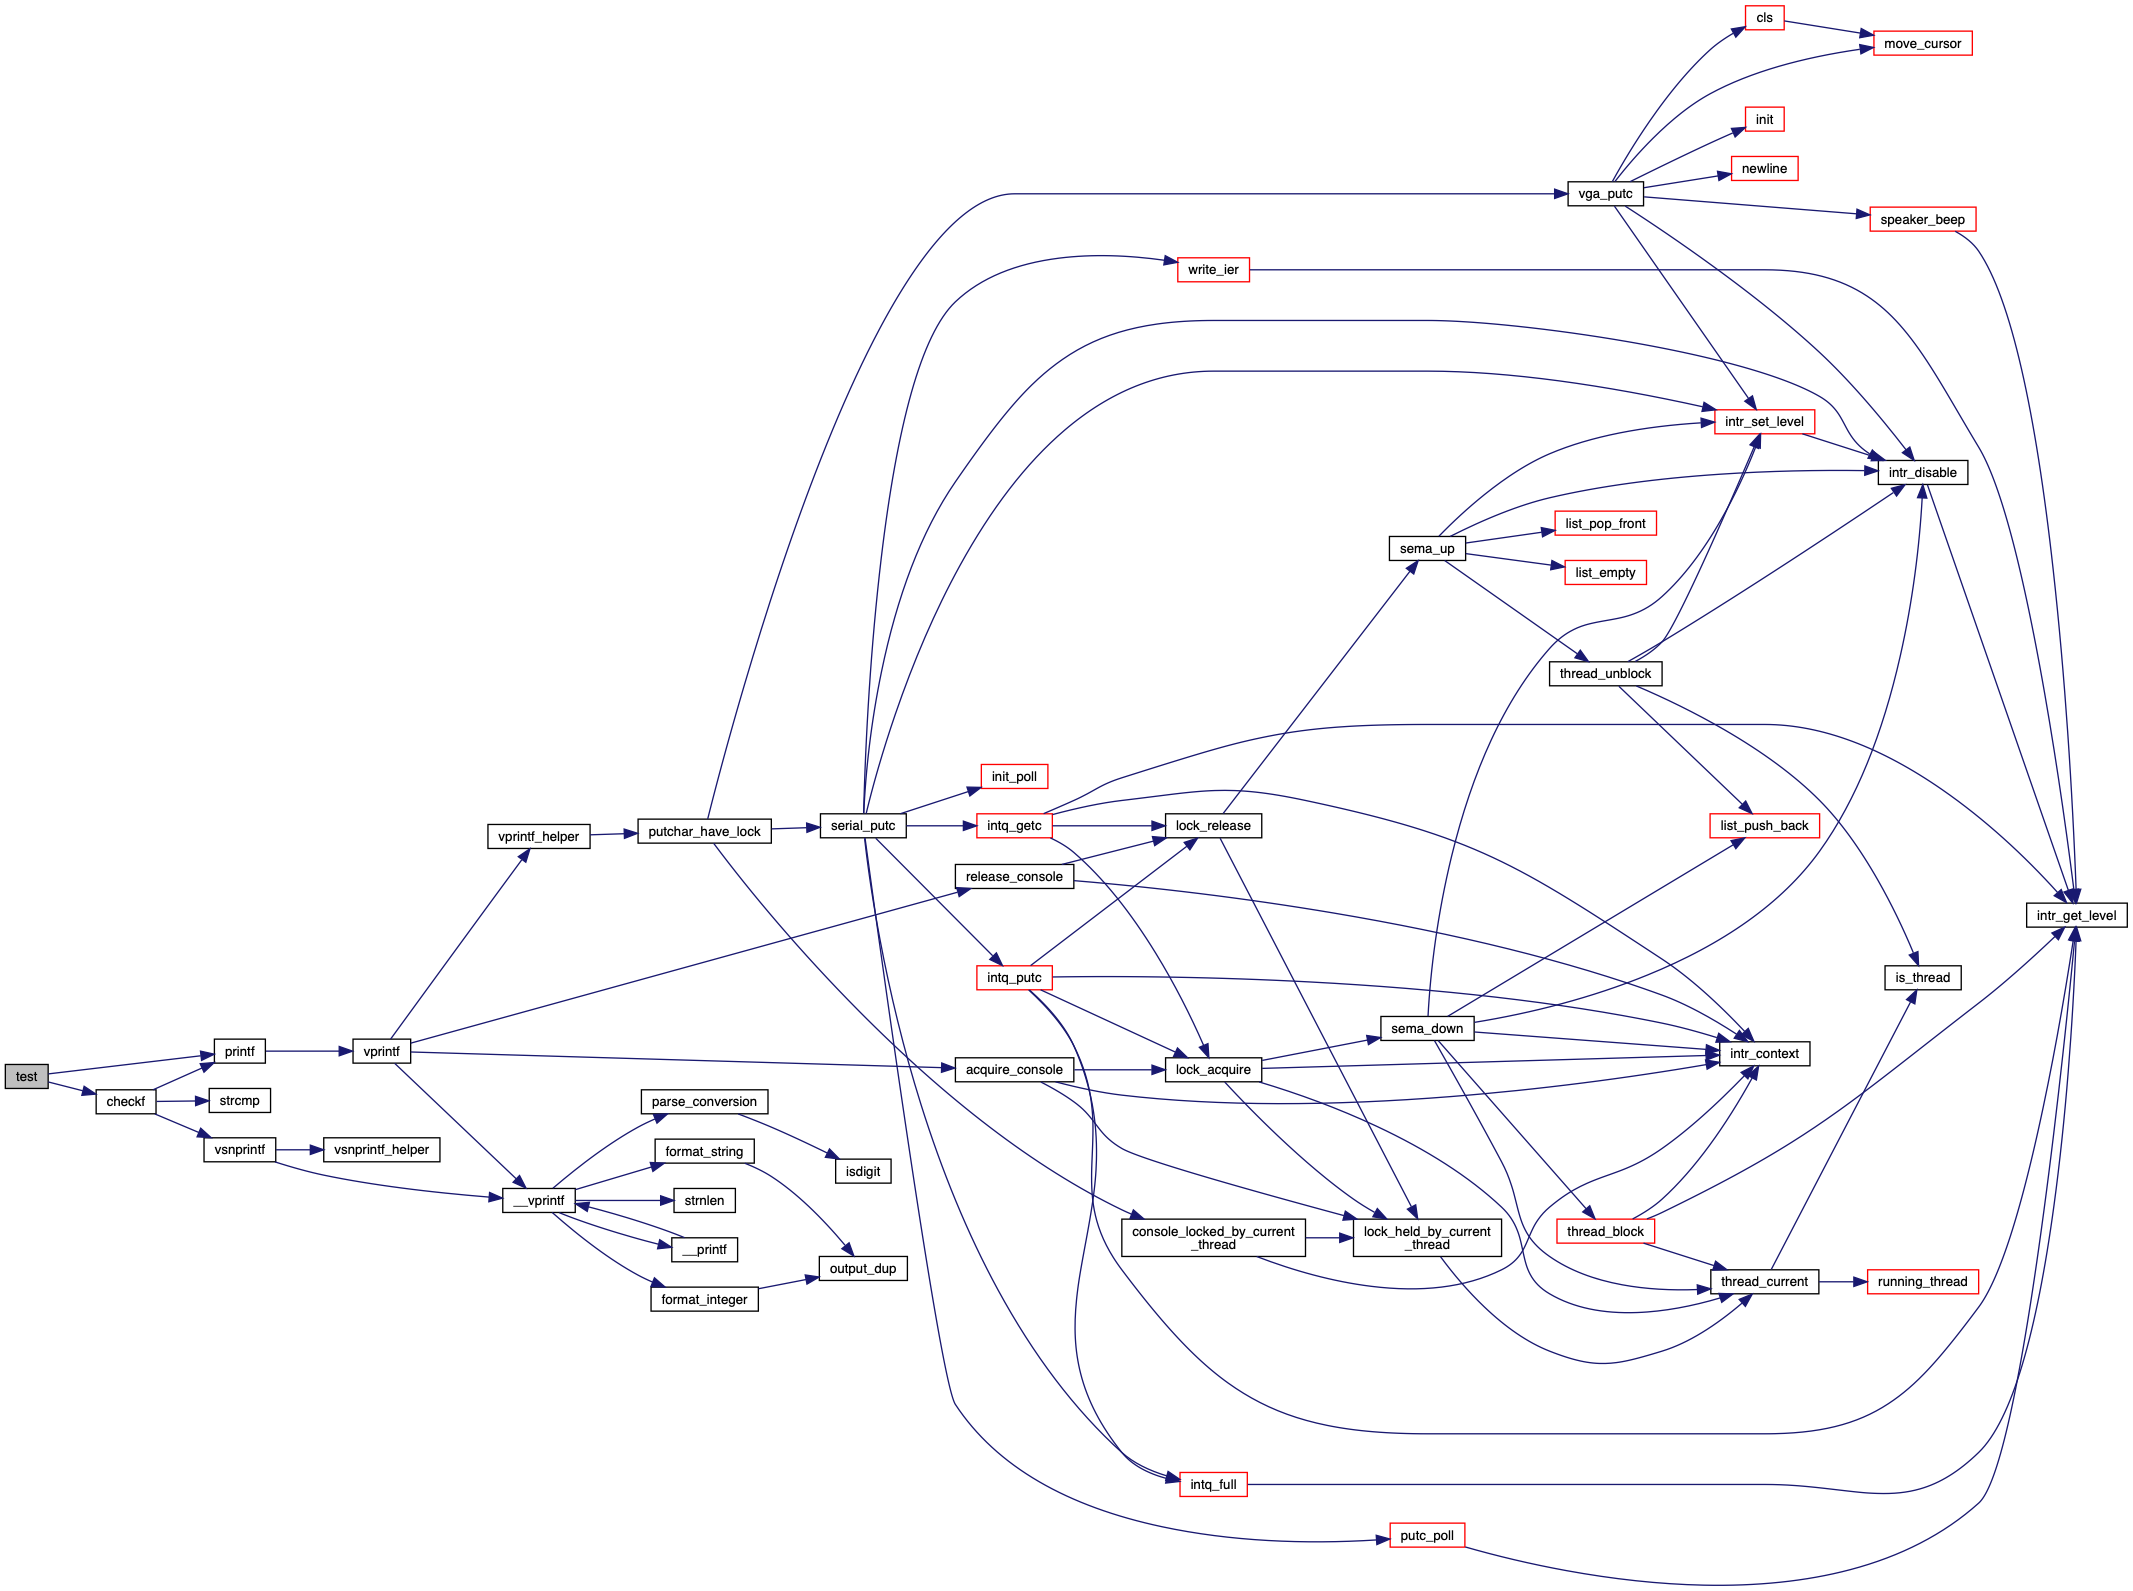 cls
move_cursor
init
newline
vga_putc
speaker_beep
write_ier
intr_set_level
intr_disable
list_pop_front
sema_up
list_empty
thread_unblock
init_poll
serial_putc
intq_getc
lock_release
list_push_back
vprintf_helper
putchar_have_lock
release_console
intr_get_level
intq_putc
is_thread
sema_down
printf
vprintf
intr_context
test
acquire_console
lock_acquire
checkf
strcmp
parse_conversion
vsnprintf
vsnprintf_helper
format_string
isdigit
__vprintf
strnlen
console_locked_by_current
_thread
lock_held_by_current
_thread
thread_block
__printf
output_dup
thread_current
running_thread
format_integer
intq_full
putc_poll